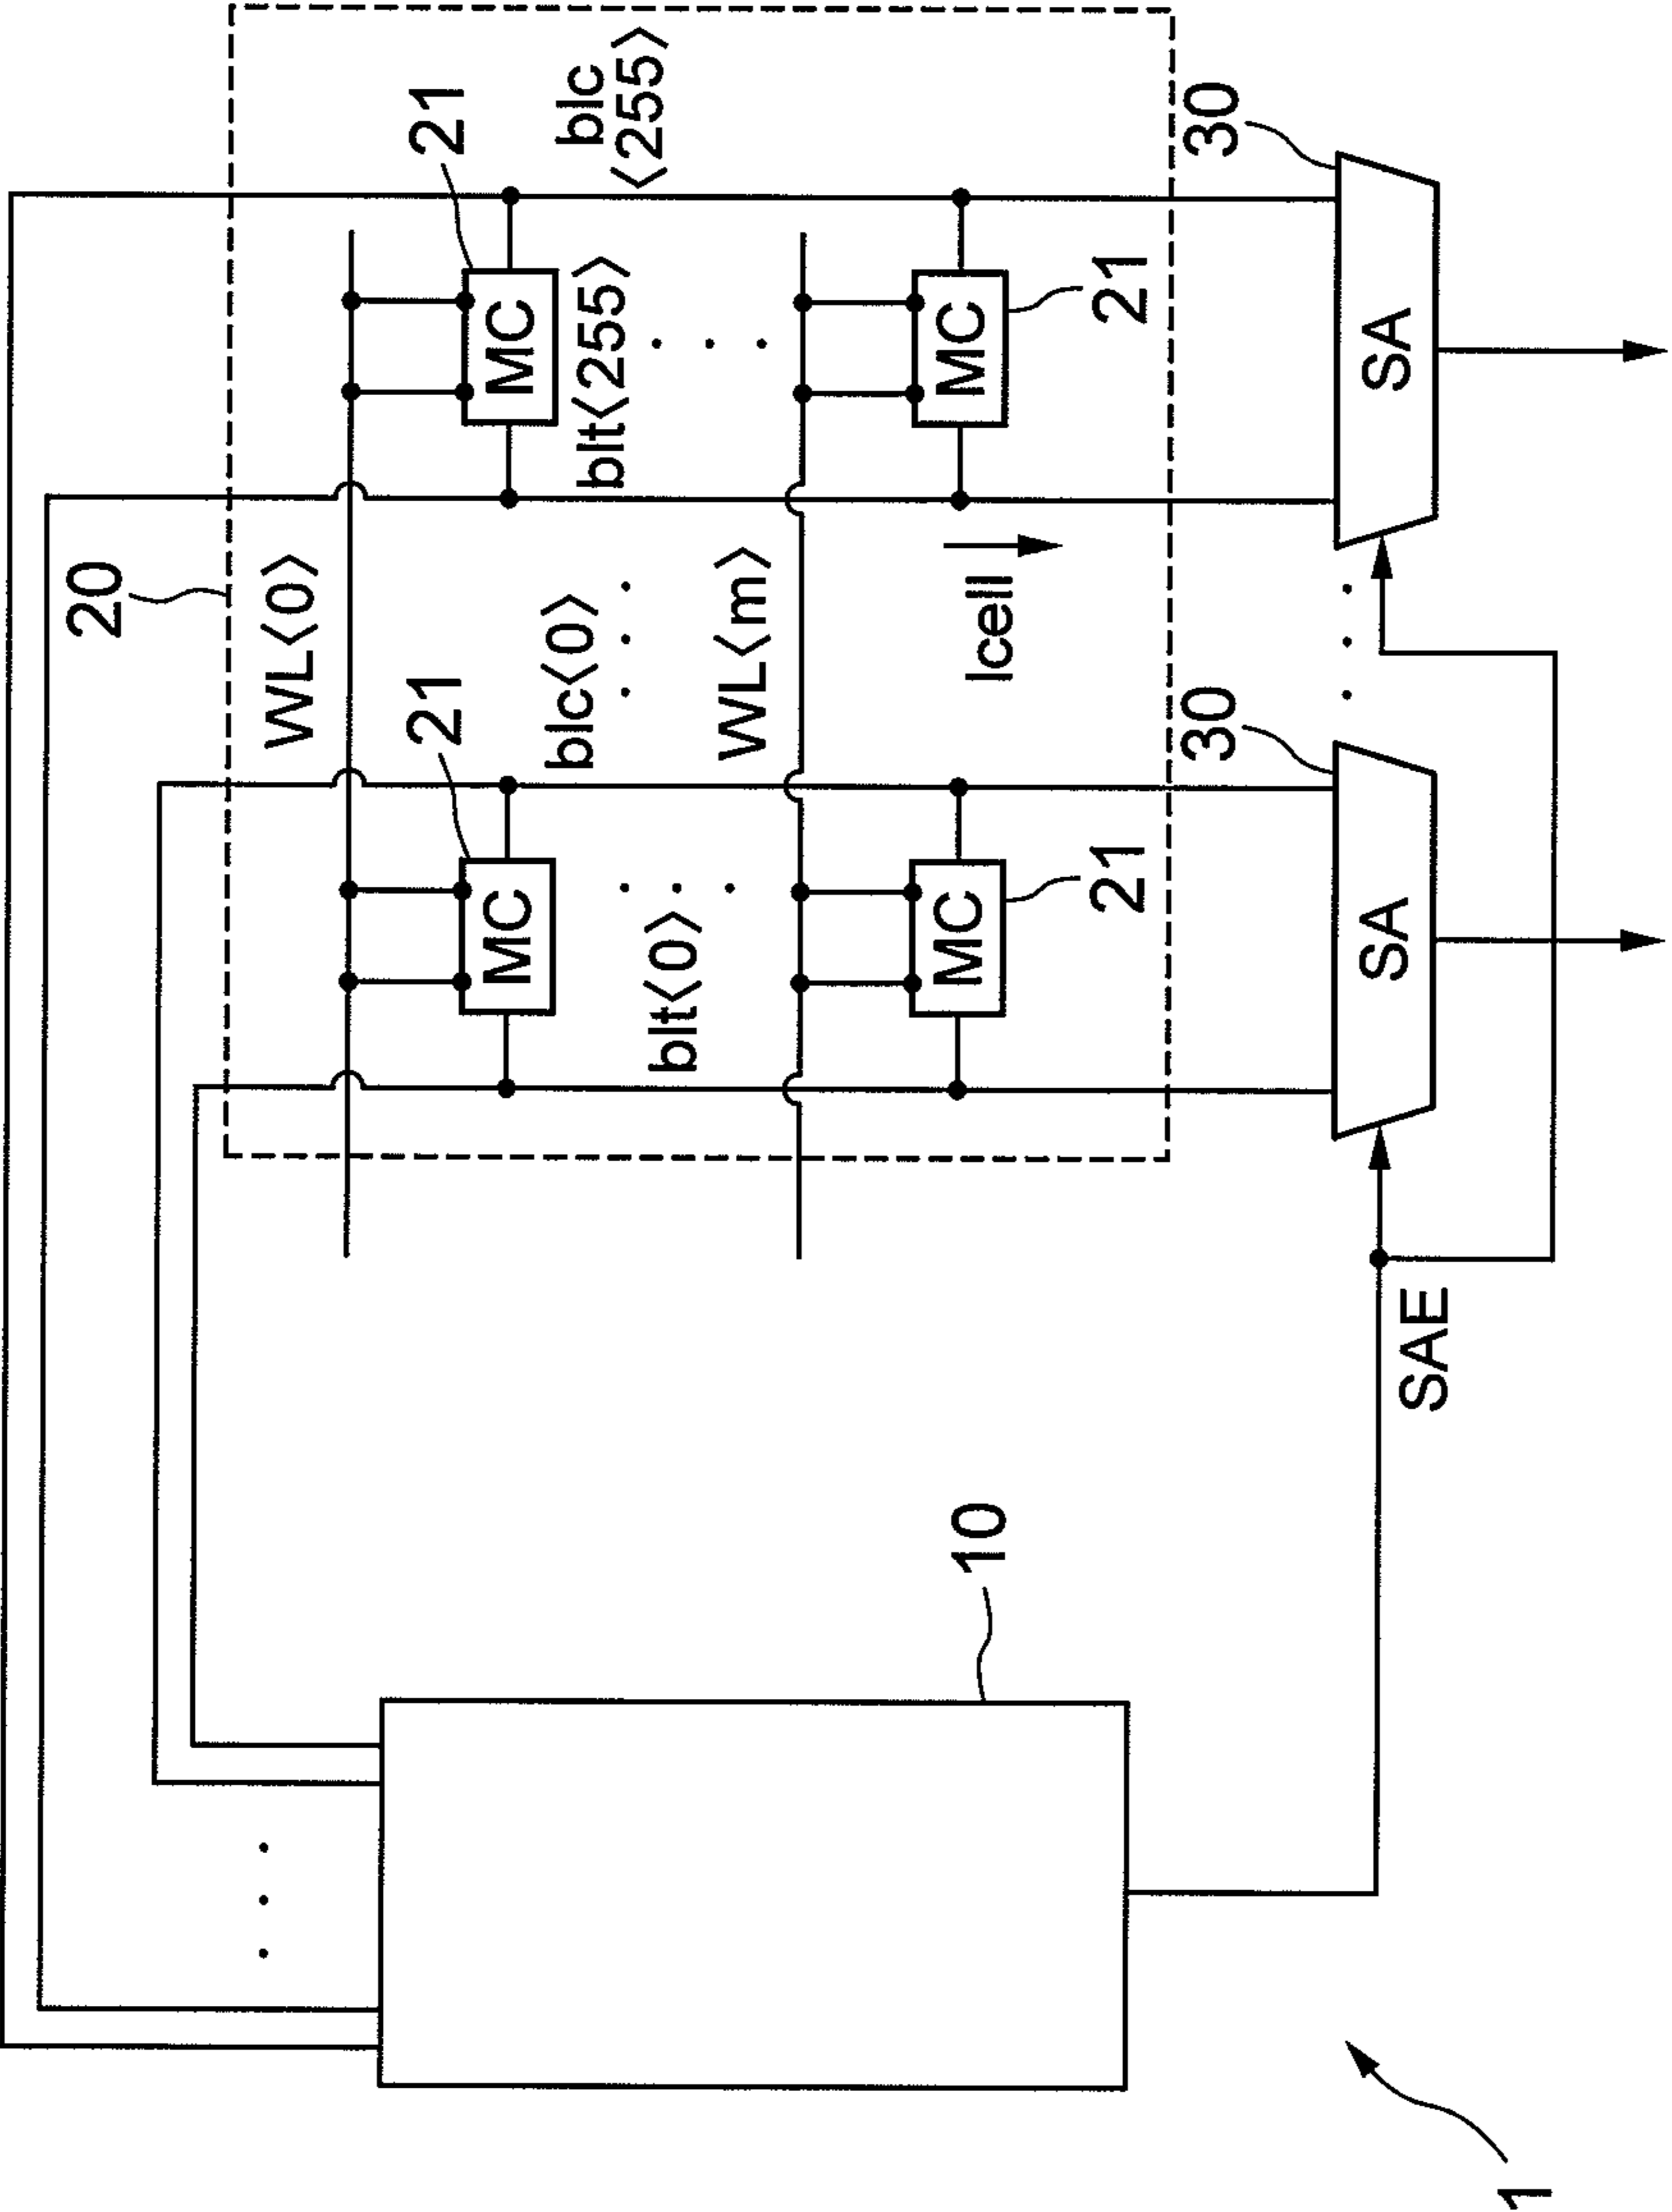 1
10
20
WL<0>
21
MC
blc<0>
blt<0>
21
MC
blt<255>
blc
<255>
WL<m>
MC
21
Icell
MC
21
30
SA
30
SA
SAE